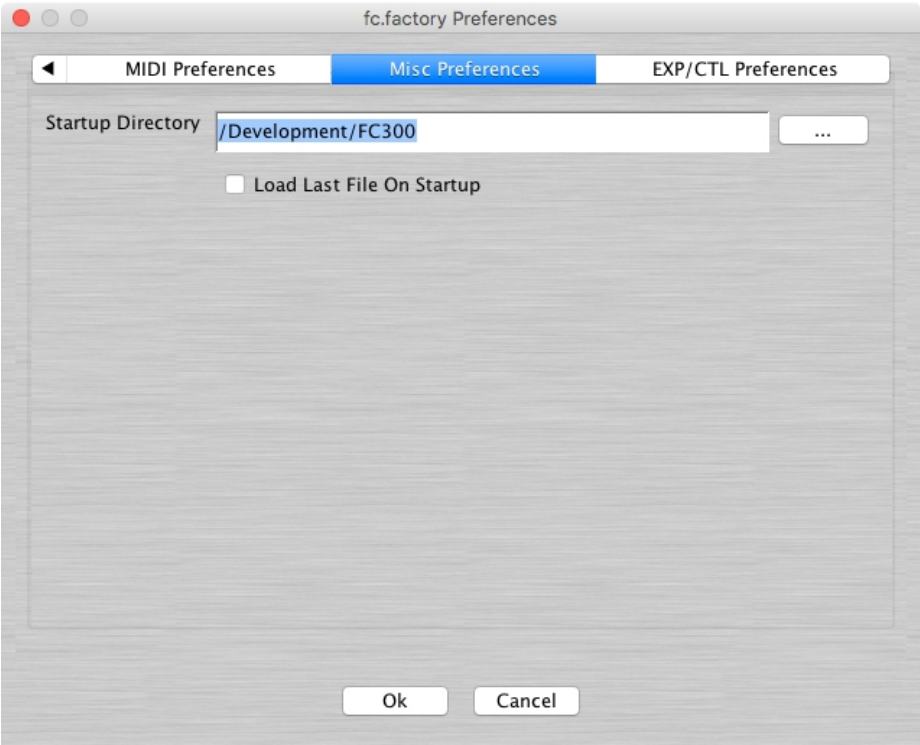 fc.factory Preferences
◀ MIDI Preferences Misc Preferences EXP/CTL Preferences
Startup Directory /Development/FC300 ...
Load Last File On Startup
Ok Cancel